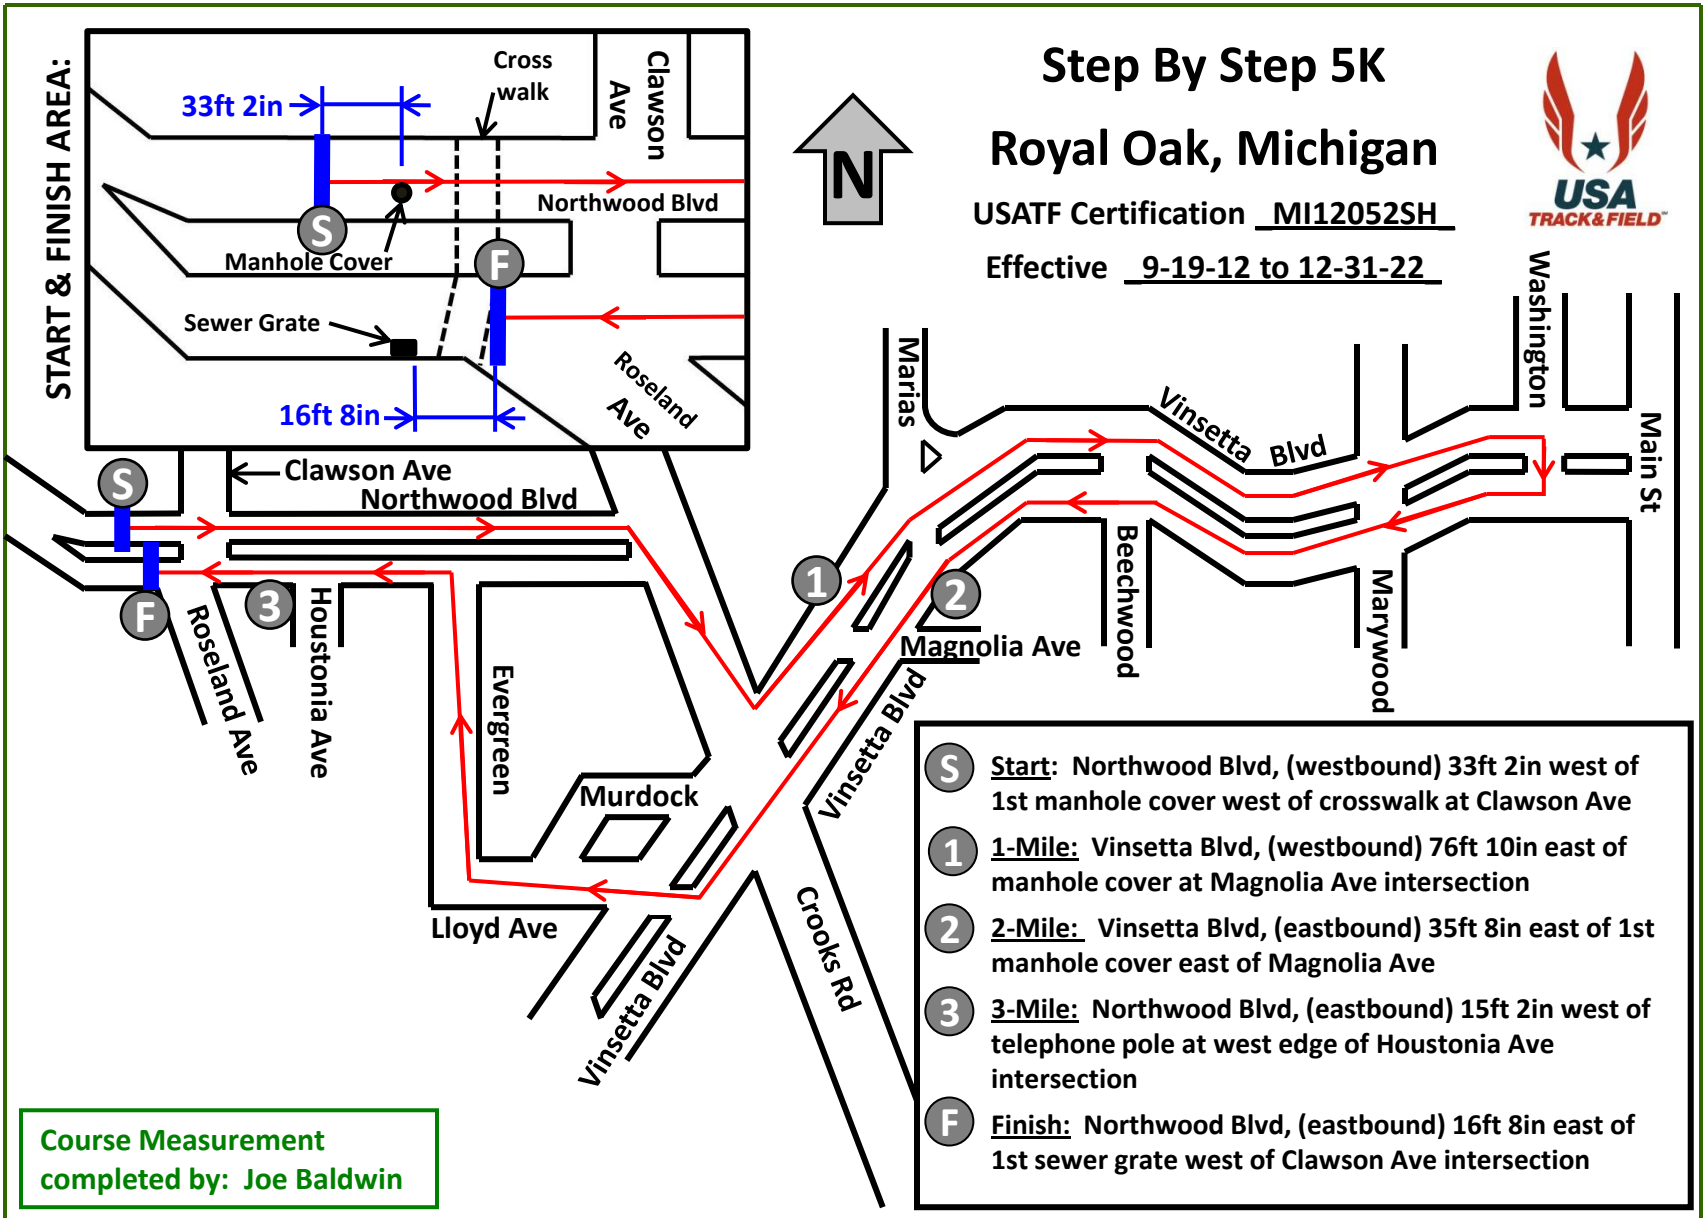 START & FINISH AREA:
33ft 2in
Cross
walk
Clawson
Ave
Northwood Blvd
S
Manhole Cover
F
Sewer Grate
16ft 8in
Roseland
Ave
N
Step By Step 5K
Royal Oak, Michigan
USATF Certification MI12052SH
Effective 9-19-12 to 12-31-22
USA
TRACK&FIELD™
Clawson Ave
Northwood Blvd
S
F
3
Roseland Ave
Houstonia Ave
Evergreen
Murdock
Lloyd Ave
Vinsetta Blvd
Crooks Rd
Vinsetta Blvd
1
2
Magnolia Ave
Marias
Vinsetta
Blvd
Beechwood
Marywood
Washington
Main St
S Start: Northwood Blvd, (westbound) 33ft 2in west of
1st manhole cover west of crosswalk at Clawson Ave
1 1-Mile: Vinsetta Blvd, (westbound) 76ft 10in east of
manhole cover at Magnolia Ave intersection
2 2-Mile: Vinsetta Blvd, (eastbound) 35ft 8in east of 1st
manhole cover east of Magnolia Ave
3 3-Mile: Northwood Blvd, (eastbound) 15ft 2in west of
telephone pole at west edge of Houstonia Ave
intersection
F Finish: Northwood Blvd, (eastbound) 16ft 8in east of
1st sewer grate west of Clawson Ave intersection
Course Measurement
completed by: Joe Baldwin